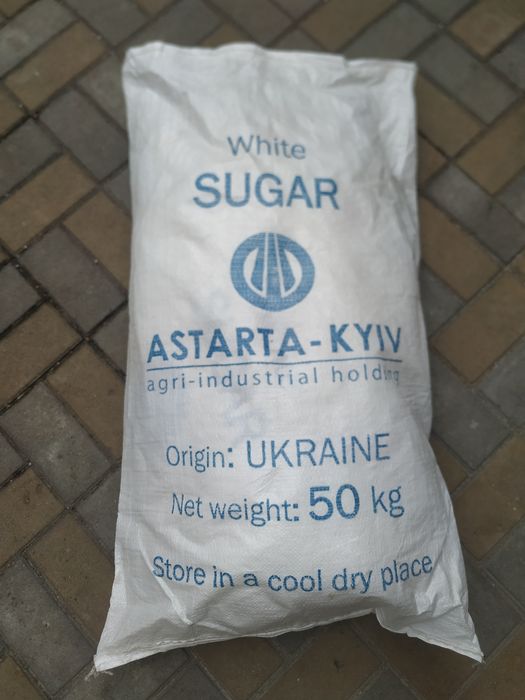 White
SUGAR
ASTARTA-KYIV
agri-industrial holding
Origin: UKRAINE
Net weight: 50 kg
Store in a cool dry place